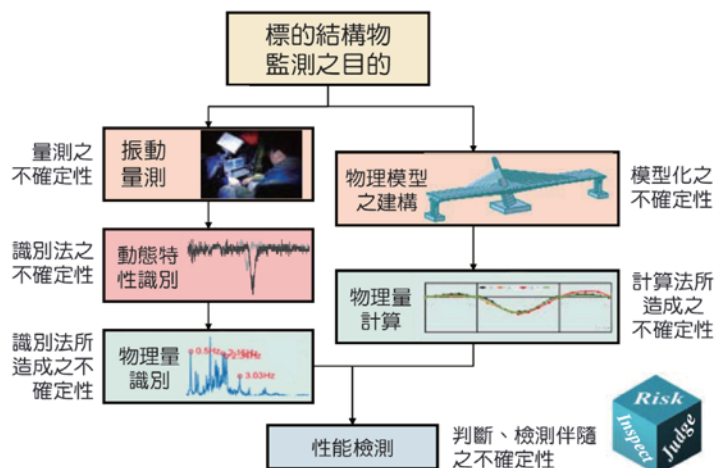 標的結構物
監測之目的
量測之
不確定性
振動
量測
物理模型
之建構
模型化之
不確定性
識別法之
不確定性
動態特
性識別
物理量
計算
計算法所
造成之
不確定性
識別法所
造成之不
確定性
物理量
識別
0.5Hz
3.03Hz
性能檢測
判斷、檢測伴隨
之不確定性
Risk
Inspect
Judge